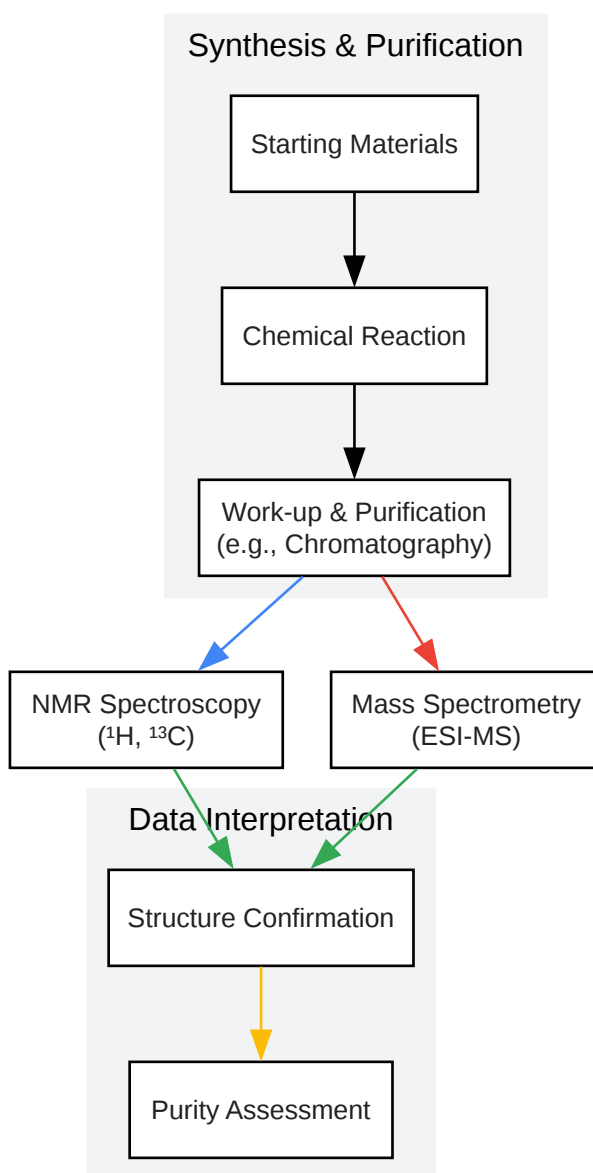 Synthesis & Purification
Starting Materials
Chemical Reaction
Work-up & Purification
(e.g., Chromatography)
NMR Spectroscopy
(¹H, ¹³C)
Mass Spectrometry
(ESI-MS)
Data Interpretation
Structure Confirmation
Purity Assessment